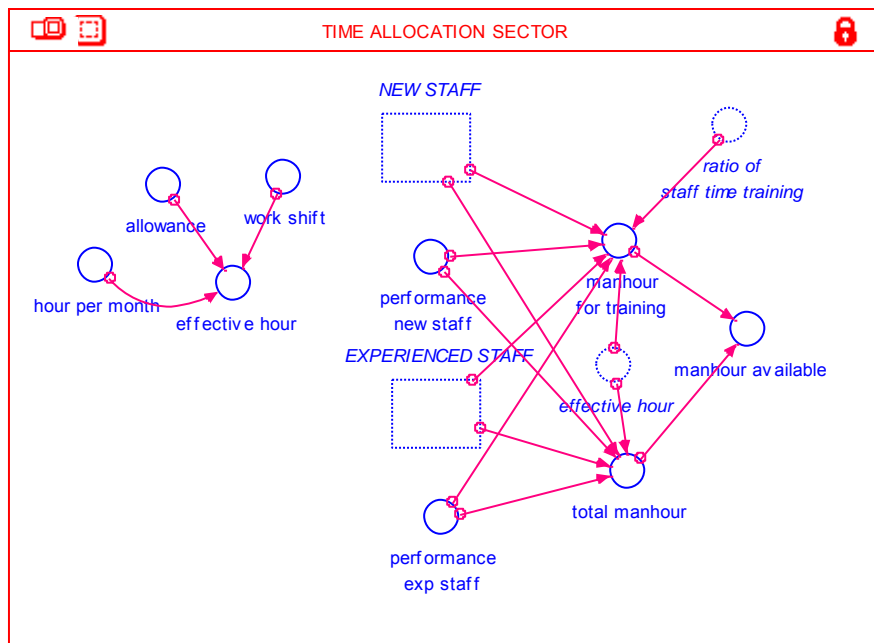 TIME ALLOCATION SECTOR
NEW STAFF
ratio of
staff time training
allowance
work shift
hour per month
effective hour
performance
new staff
manhour
for training
EXPERIENCED STAFF
manhour available
effective hour
total manhour
performance
exp staff